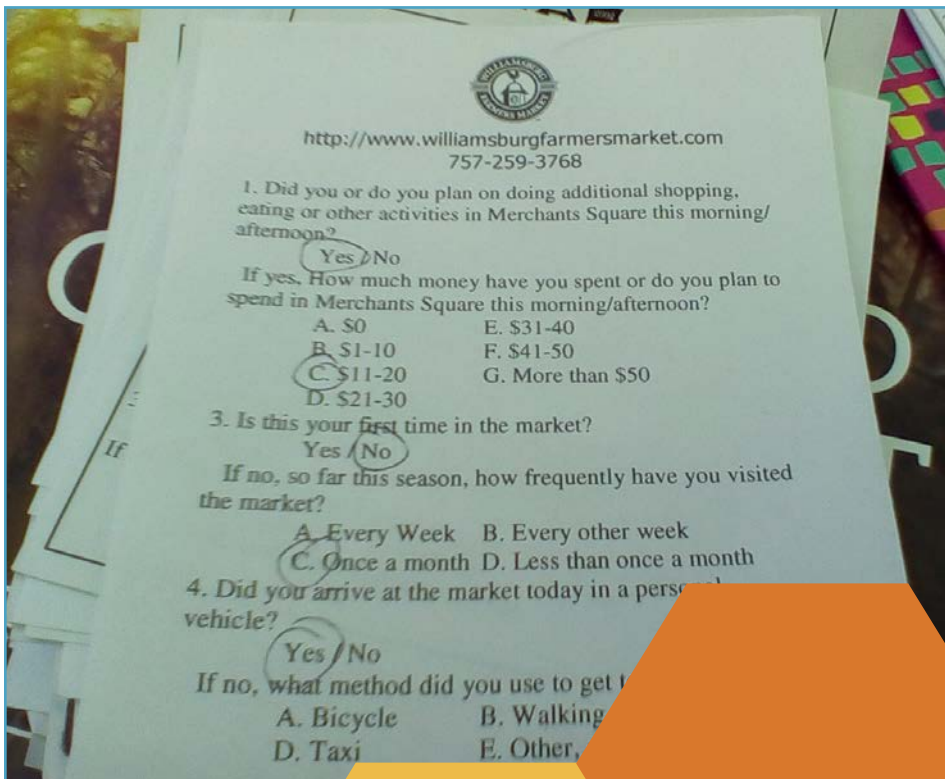 WILLIAMSBURG
FARMERS MARKET
http://www.williamsburgfarmersmarket.com
757-259-3768
1. Did you or do you plan on doing additional shopping,
eating or other activities in Merchants Square this morning/
afternoon?
Yes / No
If yes, How much money have you spent or do you plan to
spend in Merchants Square this morning/afternoon?
A. $0 E. $31-40
B. $1-10 F. $41-50
C. $11-20 G. More than $50
D. $21-30
3. Is this your first time in the market?
Yes / No
If no, so far this season, how frequently have you visited
the market?
A. Every Week B. Every other week
C. Once a month D. Less than once a month
4. Did you arrive at the market today in a
vehicle?
Yes / No
If no, what method did you use to get
A. Bicycle B. Walking
D. Taxi E. Other,
If